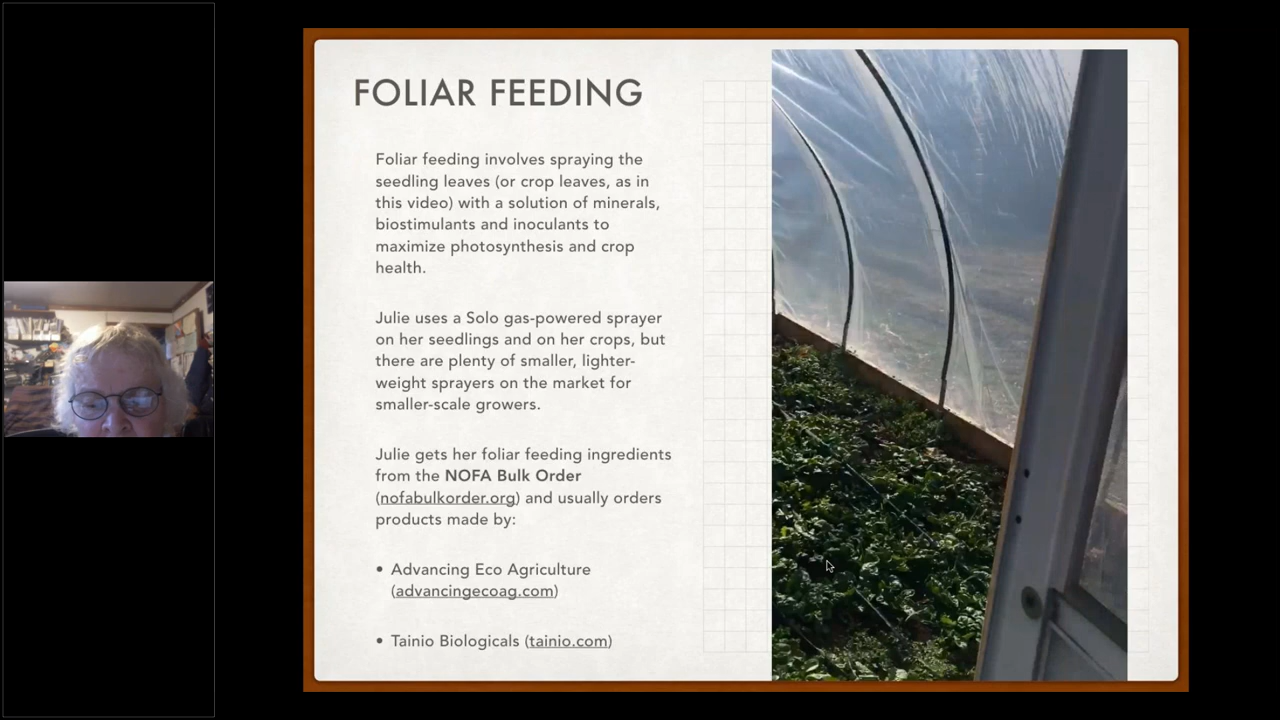 FOLIAR FEEDING
Foliar feeding involves spraying the
seedling leaves (or crop leaves, as in
this video) with a solution of minerals,
biostimulants and inoculants to
maximize photosynthesis and crop
health.
Julie uses a Solo gas-powered sprayer
on her seedlings and on her crops, but
there are plenty of smaller, lighter-
weight sprayers on the market for
smaller-scale growers.
Julie gets her foliar feeding ingredients
from the NOFA Bulk Order
(nofabulkorder.org) and usually orders
products made by:
• Advancing Eco Agriculture
(advancingecoag.com)
• Tainio Biologicals (tainio.com)